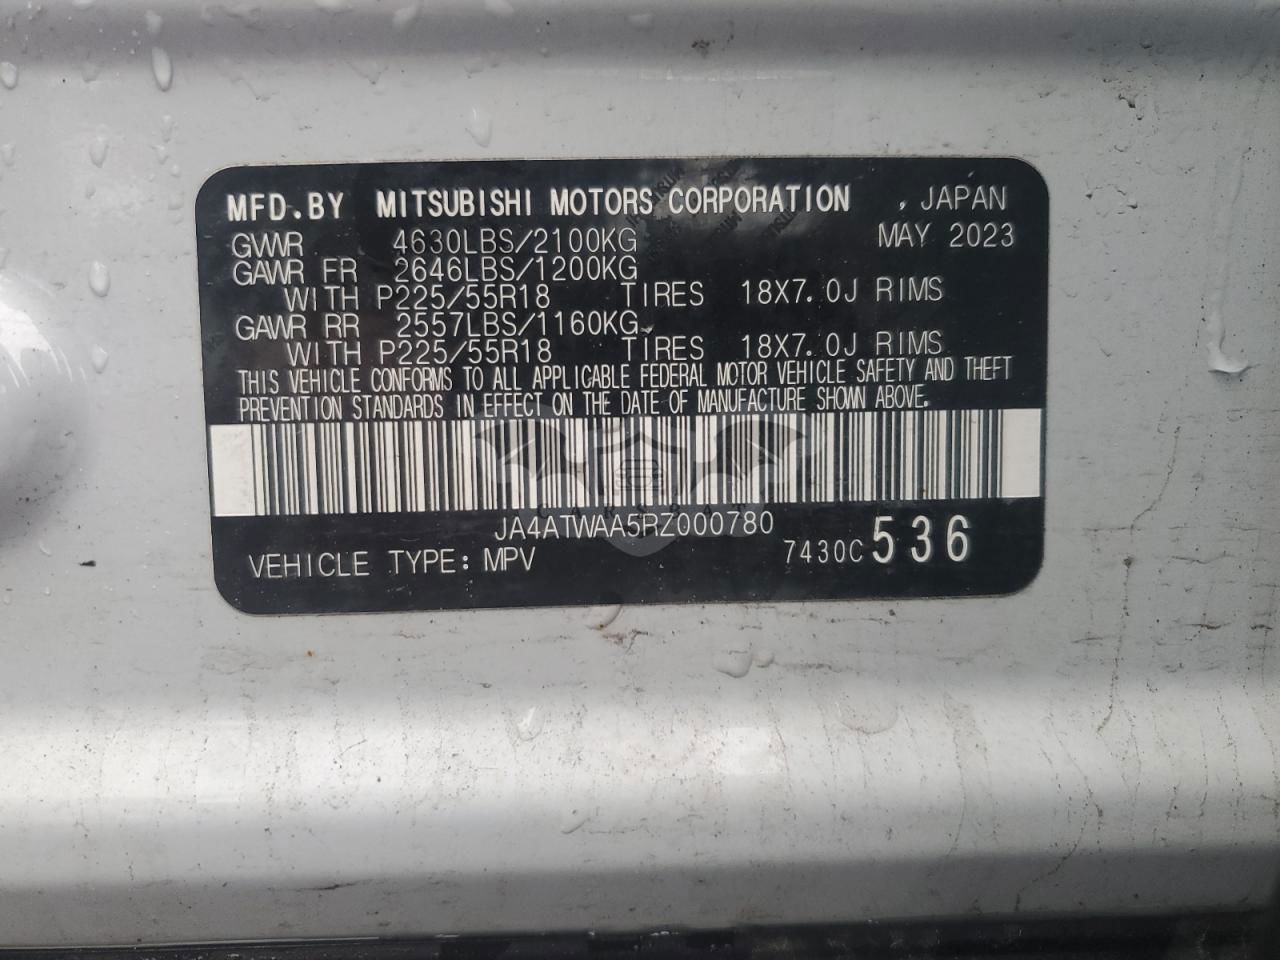 MFD.BY MITSUBISHI MOTORS CORPORATION , JAPAN
GVWR 4630LBS/2100KG MAY 2023
GAWR FR 2646LBS/1200KG
WITH P225/55R18 TIRES 18X7.0J RIMS
GAWR RR 2557LBS/1160KG
WITH P225/55R18 TIRES 18X7.0J RIMS
THIS VEHICLE CONFORMS TO ALL APPLICABLE FEDERAL MOTOR VEHICLE SAFETY AND THEFT
PREVENTION STANDARDS IN EFFECT ON THE DATE OF MANUFACTURE SHOWN ABOVE.
JA4ATWAA5RZ000780
VEHICLE TYPE: MPV 7430C 536